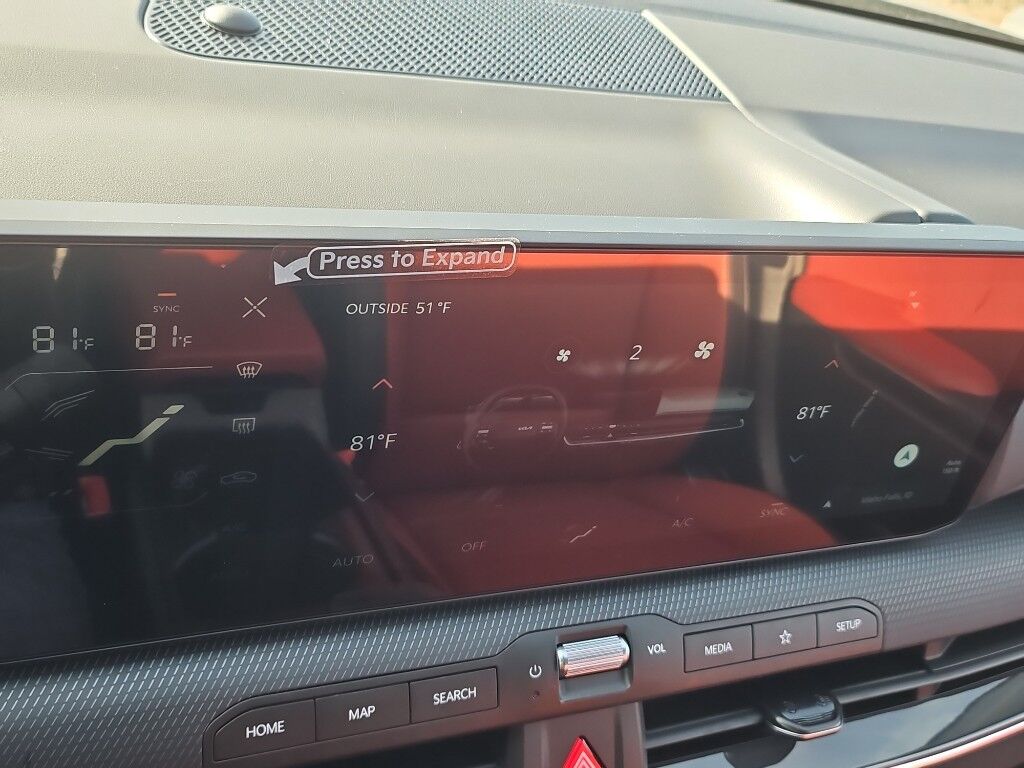 Press to Expand
SYNC
OUTSIDE 51°F
81°F 81°F
2
81°F
81°F
SYNC
A/C
OFF
AUTO
HOME
MAP
SEARCH
VOL
MEDIA
SETUP